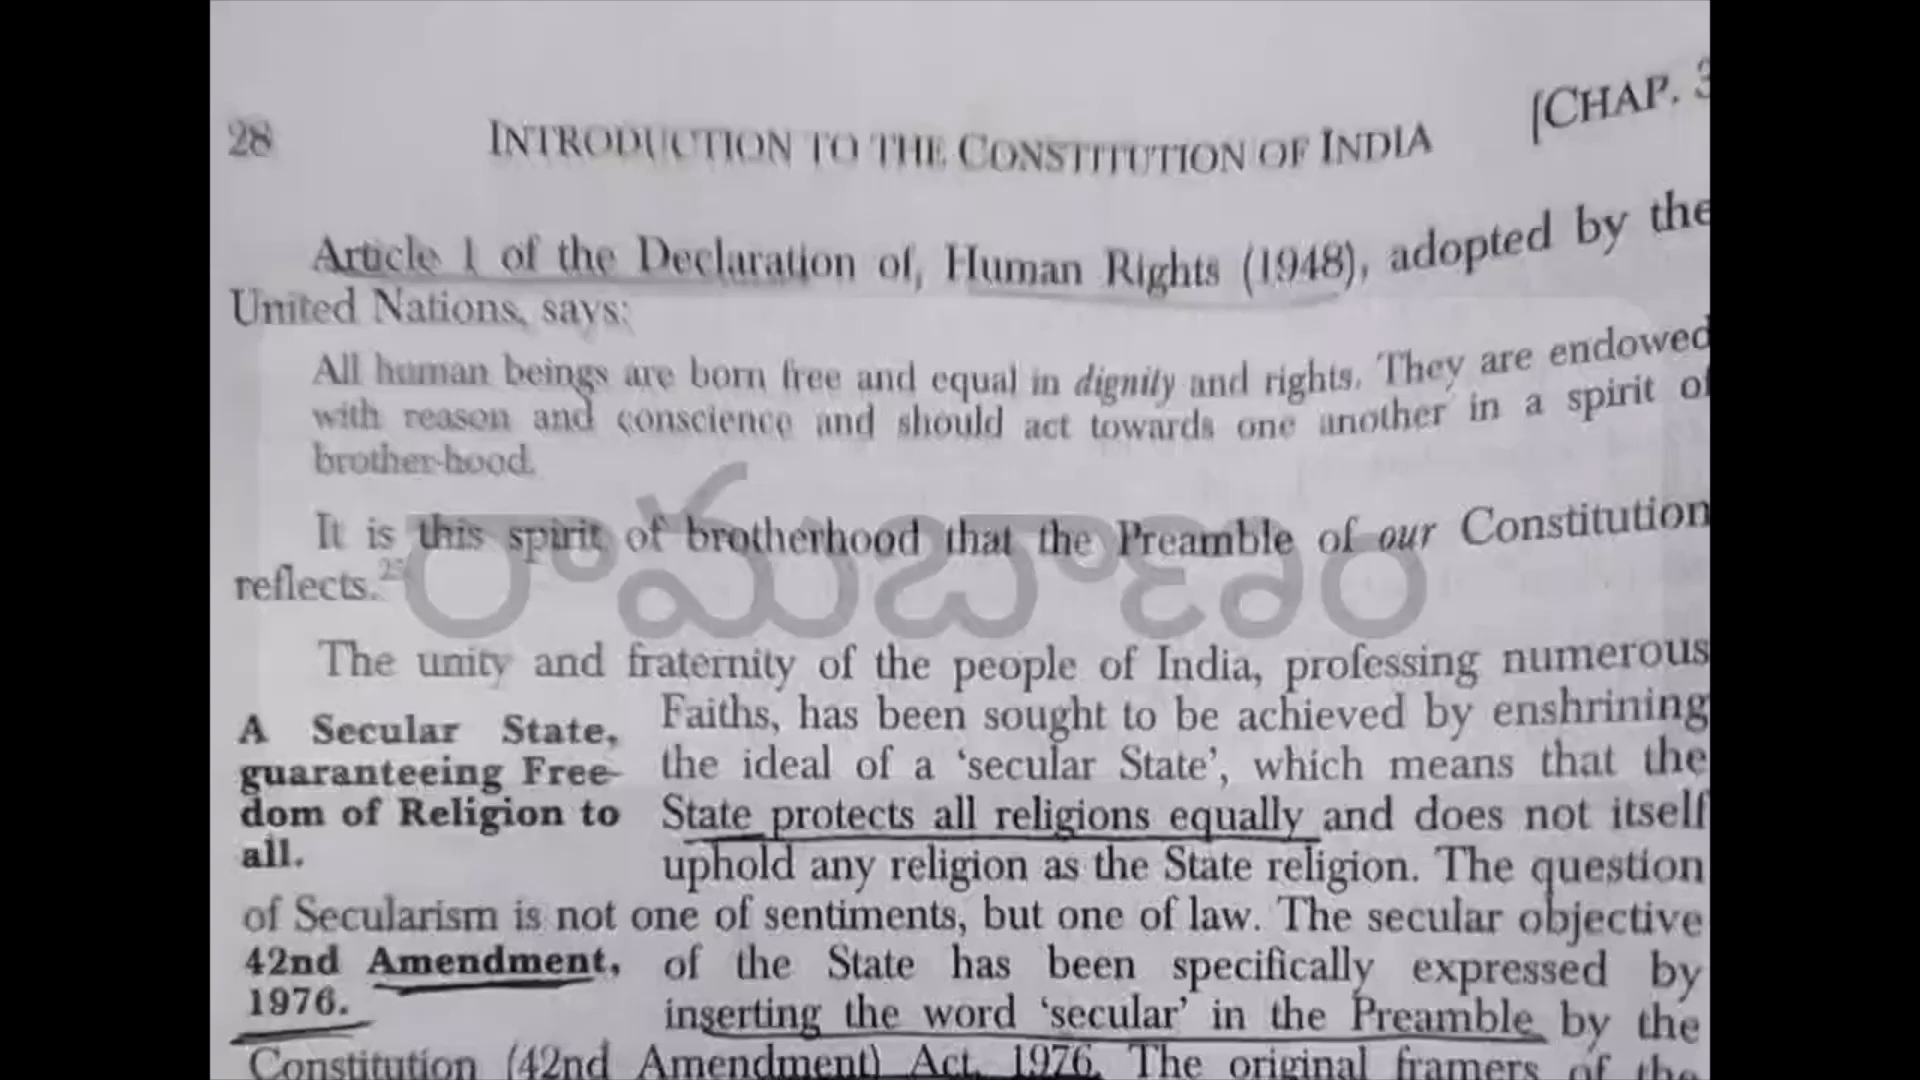 28 INTRODUCTION TO THE CONSTITUTION OF INDIA [CHAP. 3
Article 1 of the Declaration of, Human Rights (1948), adopted by the
United Nations, says:
All human beings are born free and equal in dignity and rights. They are endowed
with reason and conscience and should act towards one another in a spirit of
brother-hood.
It is this spirit of brotherhood that the Preamble of our Constitution
reflects.
రామబాణం
The unity and fraternity of the people of India, professing numerous
A Secular State,
guaranteeing Free-
dom of Religion to
all.
Faiths, has been sought to be achieved by enshrining
the ideal of a ‘secular State’, which means that the
State protects all religions equally and does not itself
uphold any religion as the State religion. The question
of Secularism is not one of sentiments, but one of law. The secular objective
42nd Amendment,
1976.
of the State has been specifically expressed by
inserting the word ‘secular’ in the Preamble by the
Constitution (42nd Amendment) Act, 1976. The original framers of the